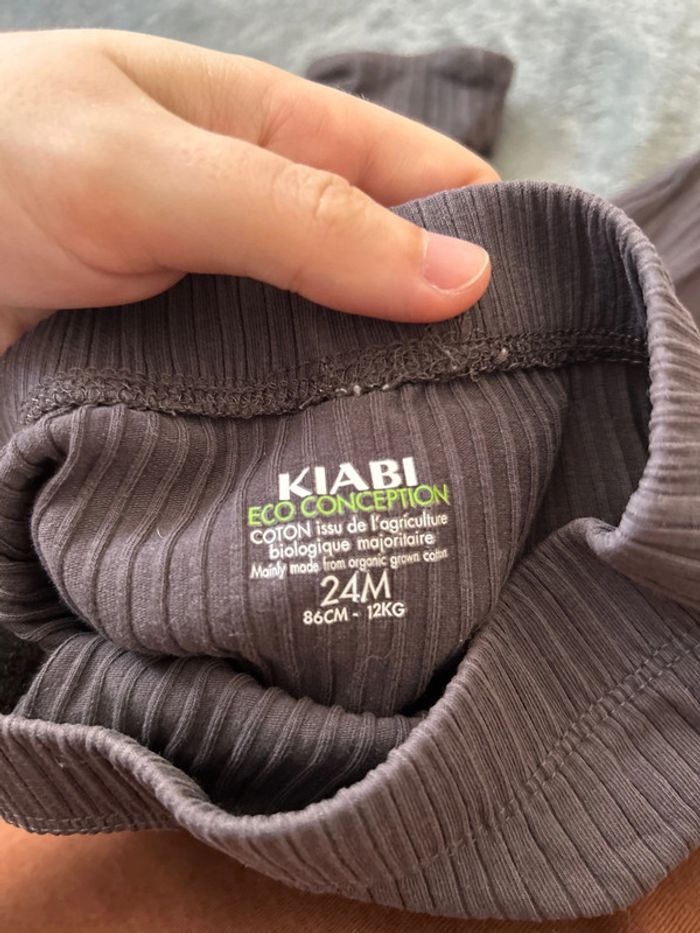 KIABI
ECO CONCEPTION
COTON issu de l'agriculture
biologique majoritaire
Mainly made from organic grown cotton
24M
86CM - 12KG